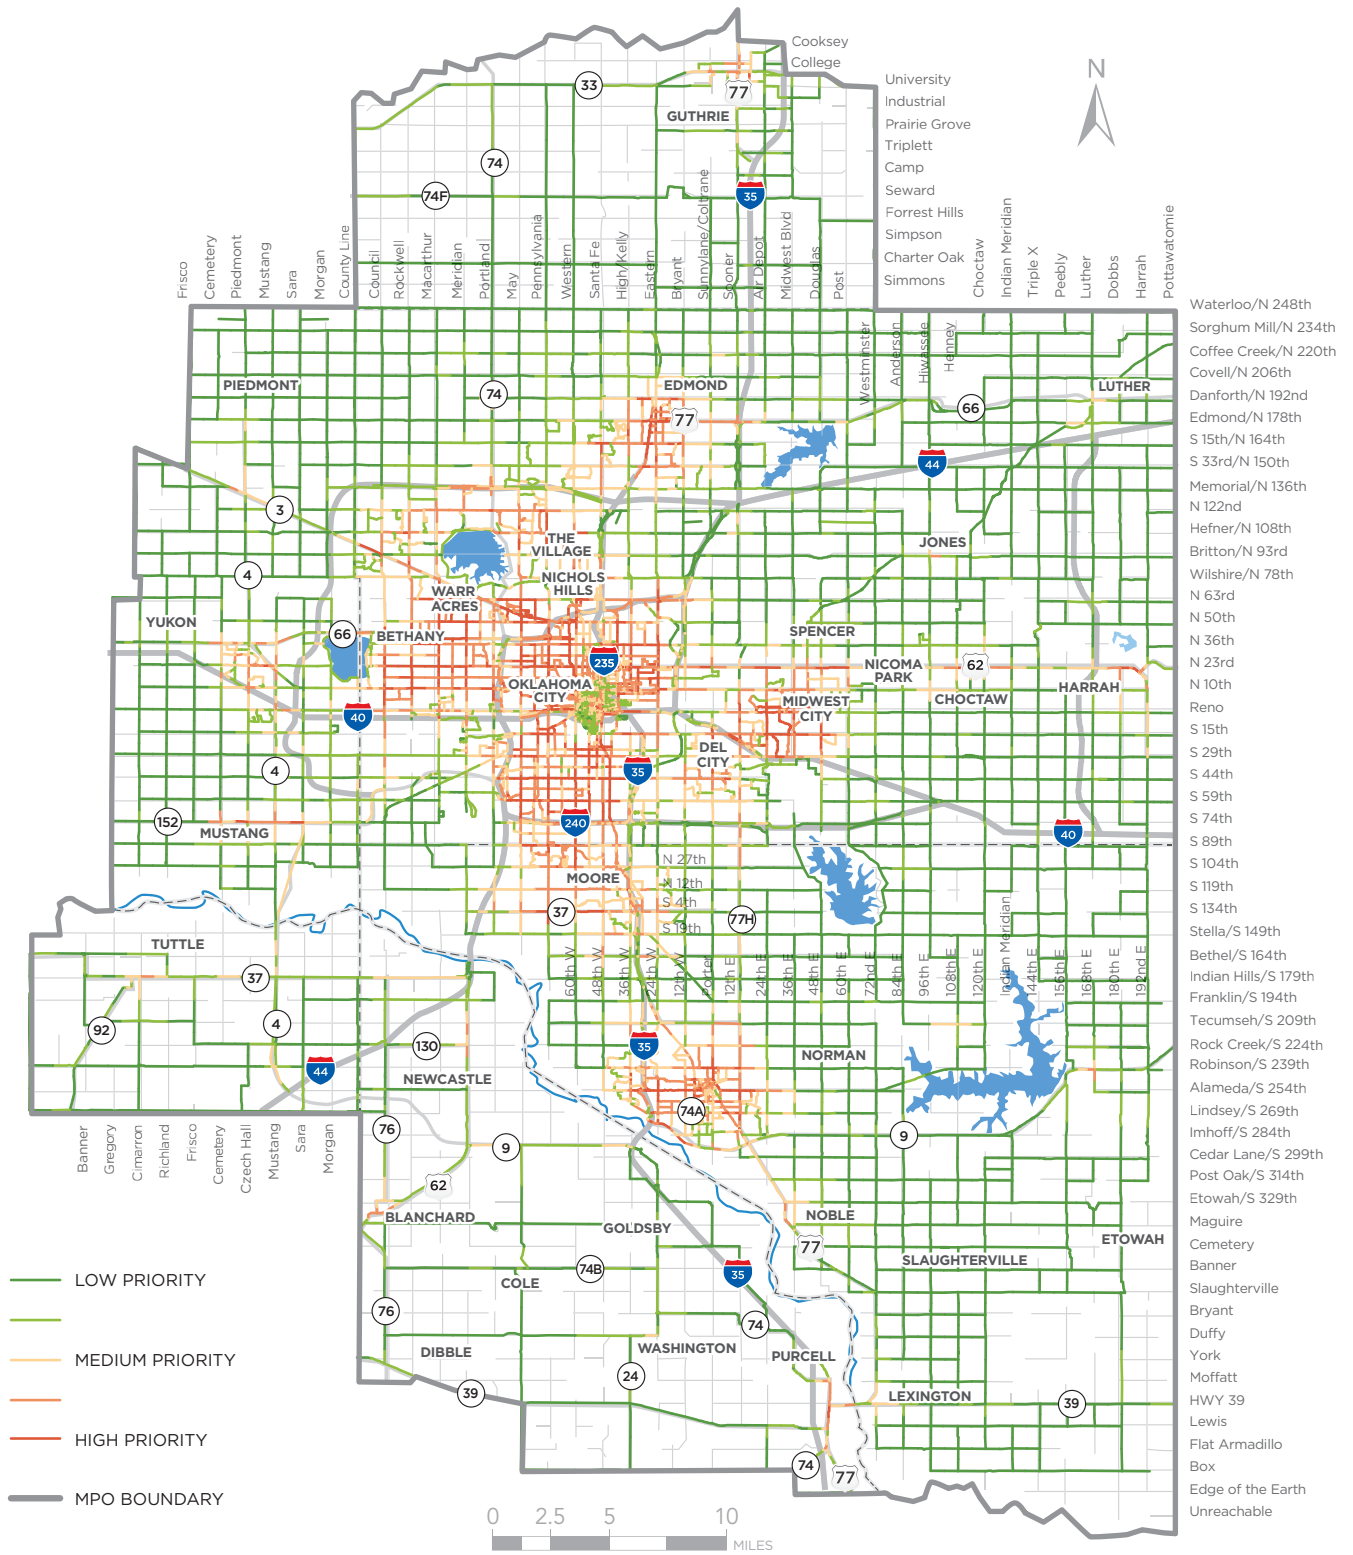 Cooksey
College
University
Industrial
Prairie Grove
Triplett
Camp
Seward
Forrest Hills
Simpson
Charter Oak
Simmons
N
33
77
GUTHRIE
74
74F
35
Frisco
Cemetery
Piedmont
Mustang
Sara
Morgan
County Line
Council
Rockwell
Macarthur
Meridian
Portland
May
Pennsylvania
Western
Santa Fe
High/Kelly
Eastern
Bryant
Sunnylane/Coltrane
Sooner
Air Depot
Midwest Blvd
Douglas
Post
Westminster
Anderson
Hiwassee
Henney
Choctaw
Indian Meridian
Triple X
Peebly
Luther
Dobbs
Harrah
Pottawatomie
Waterloo/N 248th
Sorghum Mill/N 234th
Coffee Creek/N 220th
Covell/N 206th
Danforth/N 192nd
Edmond/N 178th
S 15th/N 164th
S 33rd/N 150th
Memorial/N 136th
N 122nd
Hefner/N 108th
Britton/N 93rd
Wilshire/N 78th
N 63rd
N 50th
N 36th
N 23rd
N 10th
Reno
S 15th
S 29th
S 44th
S 59th
S 74th
S 89th
S 104th
S 119th
S 134th
Stella/S 149th
Bethel/S 164th
Indian Hills/S 179th
Franklin/S 194th
Tecumseh/S 209th
Rock Creek/S 224th
Robinson/S 239th
Alameda/S 254th
Lindsey/S 269th
Imhoff/S 284th
Cedar Lane/S 299th
Post Oak/S 314th
Etowah/S 329th
Maguire
Cemetery
Banner
Slaughterville
Bryant
Duffy
York
Moffatt
HWY 39
Lewis
Flat Armadillo
Box
Edge of the Earth
Unreachable
PIEDMONT
74
EDMOND
77
66
LUTHER
44
3
THE
VILLAGE
JONES
4
NICHOLS
HILLS
WARR
ACRES
YUKON
66
BETHANY
SPENCER
235
NICOMA
PARK
62
OKLAHOMA
CITY
HARRAH
CHOCTAW
MIDWEST
CITY
40
DEL
CITY
4
35
152
MUSTANG
240
40
N 27th
MOORE
N 12th
S 4th
37
77H
S 19th
TUTTLE
37
60th W
48th W
36th W
24th W
12th W
Porter
12th E
24th E
36th E
48th E
60th E
72nd E
84th E
96th E
108th E
120th E
Indian Meridian
144th E
156th E
168th E
180th E
192nd E
92
4
130
35
NORMAN
44
NEWCASTLE
74A
76
9
9
Banner
Gregory
Cimarron
Richland
Frisco
Cemetery
Czech Hall
Mustang
Sara
Morgan
62
BLANCHARD
NOBLE
GOLDSBY
77
ETOWAH
SLAUGHTERVILLE
74B
35
COLE
76
74
DIBBLE
WASHINGTON
PURCELL
24
39
LEXINGTON
39
74
77
LOW PRIORITY
MEDIUM PRIORITY
HIGH PRIORITY
MPO BOUNDARY
0 2.5 5 10
MILES